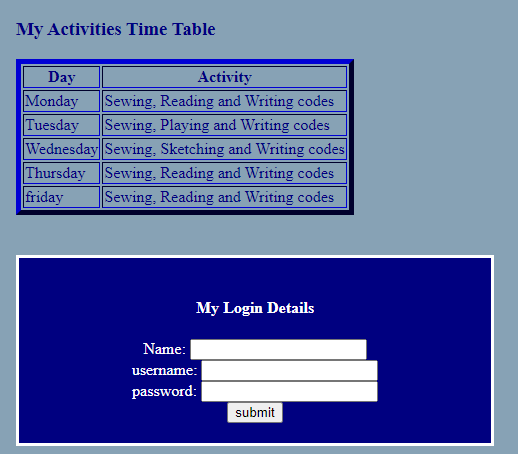 My Activities Time Table
Day Activity
Monday Sewing, Reading and Writing codes
Tuesday Sewing, Playing and Writing codes
Wednesday Sewing, Sketching and Writing codes
Thursday Sewing, Reading and Writing codes
friday Sewing, Reading and Writing codes
My Login Details
Name:
username:
password:
submit